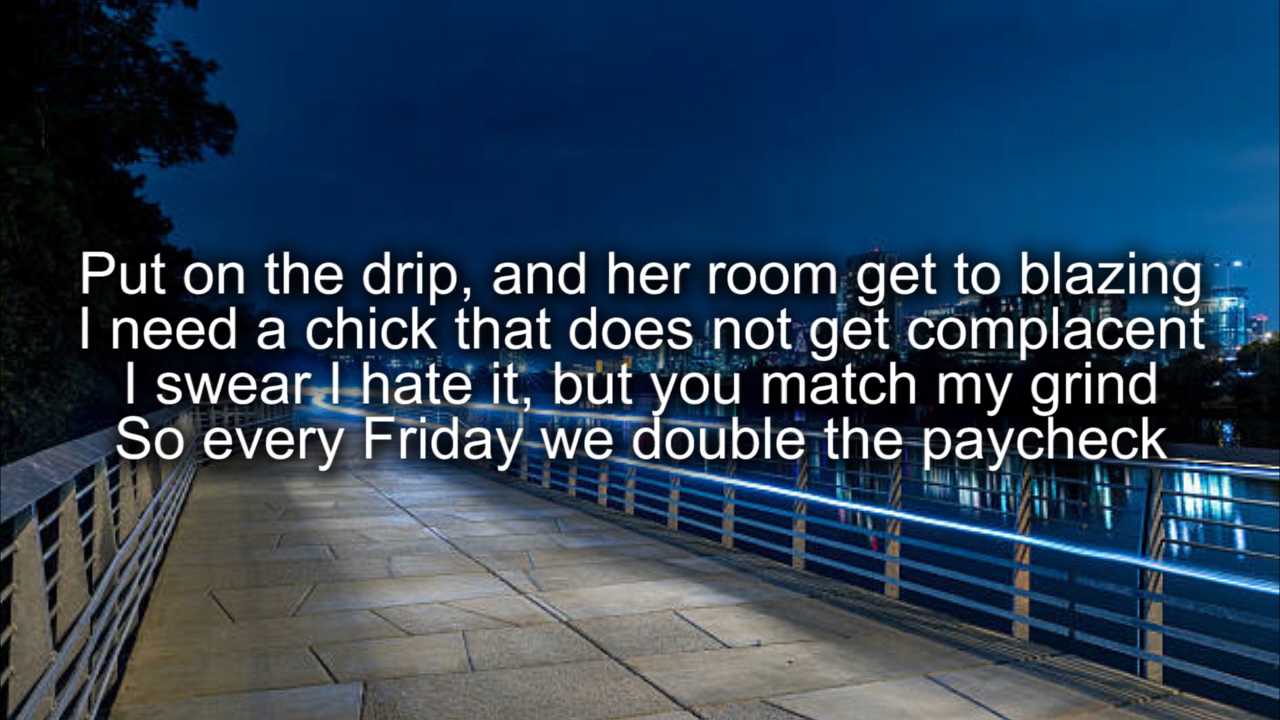 Put on the drip, and her room get to blazing
I need a chick that does not get complacent
I swear I hate it, but you match my grind
So every Friday we double the paycheck